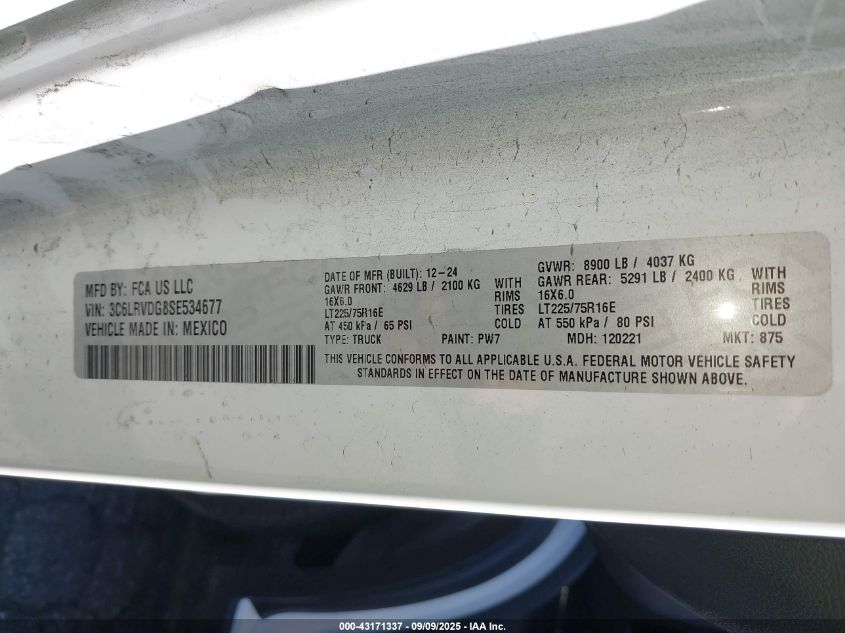 MFD BY: FCA US LLC
VIN: 3C6LRVDG8SE534677
VEHICLE MADE IN: MEXICO
DATE OF MFR (BUILT): 12-24
GAWR FRONT: 4629 LB / 2100 KG WITH
16X6.0 RIMS
LT225/75R16E TIRES
AT 450 kPa / 65 PSI COLD
TYPE: TRUCK PAINT: PW7
GVWR: 8900 LB / 4037 KG
GAWR REAR: 5291 LB / 2400 KG WITH
16X6.0 RIMS
LT225/75R16E TIRES
AT 550 kPa / 80 PSI COLD
MDH: 120221 MKT: 875
THIS VEHICLE CONFORMS TO ALL APPLICABLE U.S.A. FEDERAL MOTOR VEHICLE SAFETY
STANDARDS IN EFFECT ON THE DATE OF MANUFACTURE SHOWN ABOVE.
000-43171337 - 09/09/2025 - IAA Inc.